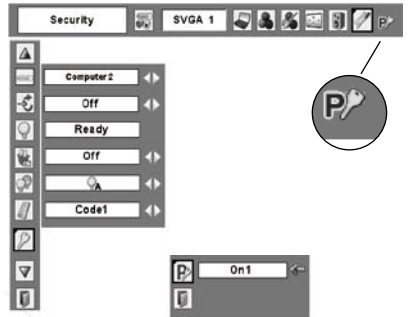 Security SVGA 1 P
P
Computer2
Off
Ready
Off
A
Code1
P On1